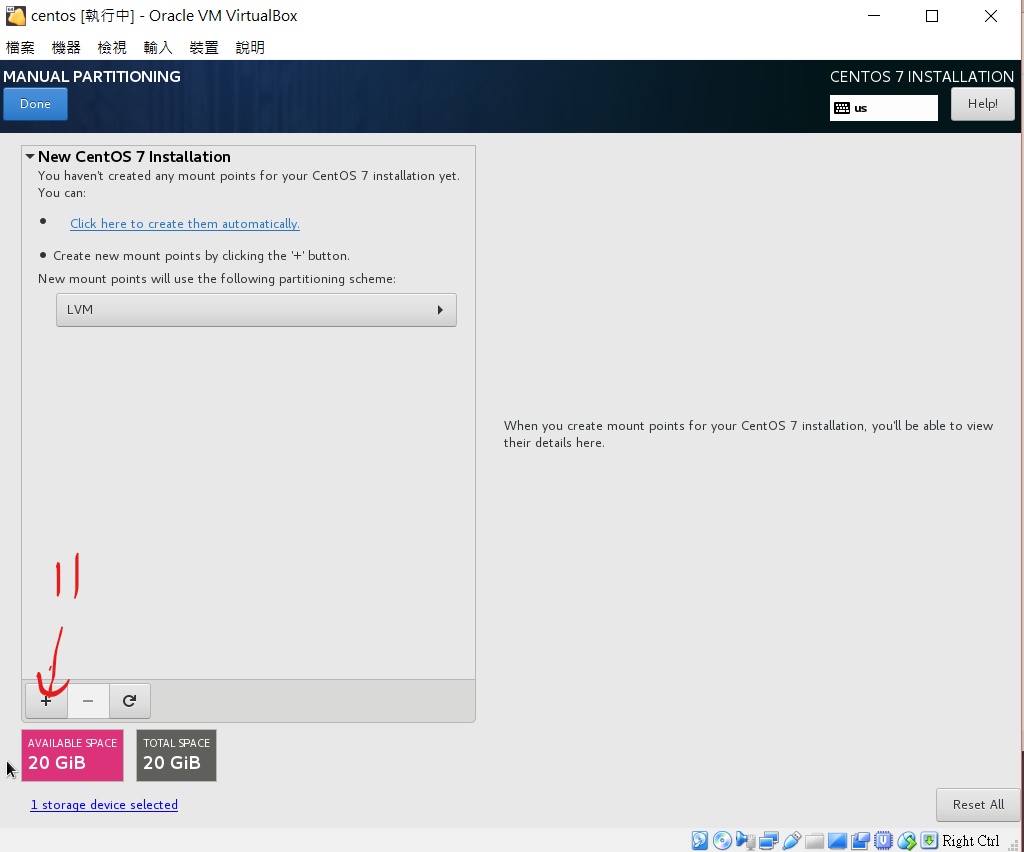 centos [執行中] - Oracle VM VirtualBox
檔案 機器 檢視 輸入 裝置 說明
MANUAL PARTITIONING
CENTOS 7 INSTALLATION
Done
us
Help!
New CentOS 7 Installation
You haven't created any mount points for your CentOS 7 installation yet.
You can:
Click here to create them automatically.
Create new mount points by clicking the '+' button.
New mount points will use the following partitioning scheme:
LVM
When you create mount points for your CentOS 7 installation, you'll be able to view
their details here.
11
+ −
AVAILABLE SPACE
20 GiB
TOTAL SPACE
20 GiB
1 storage device selected
Reset All
Right Ctrl